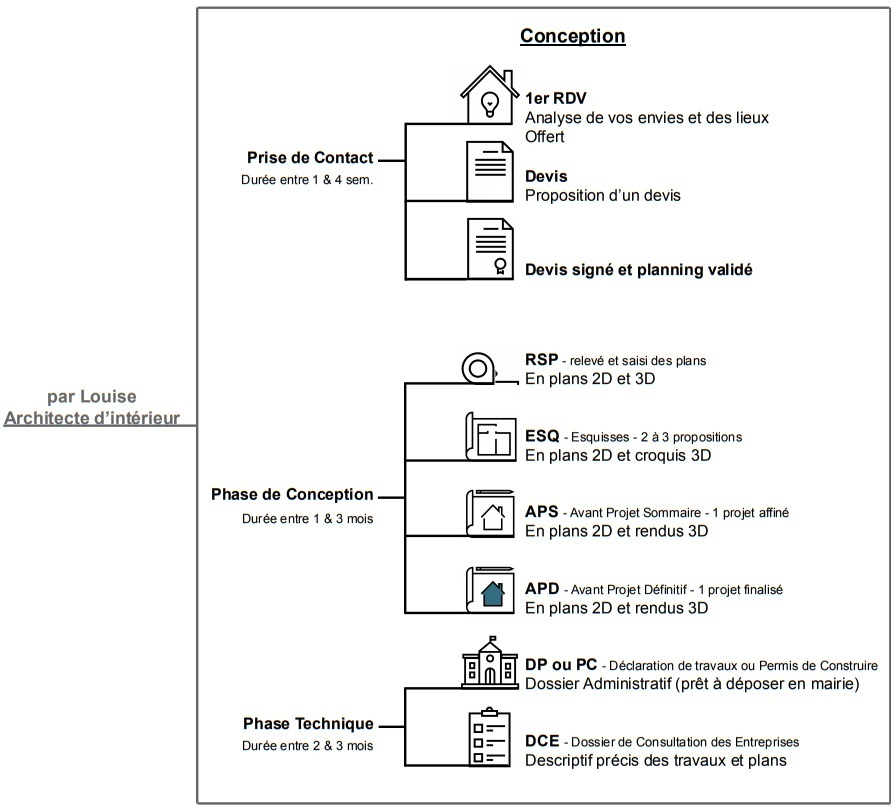 Conception
1er RDV
Analyse de vos envies et des lieux
Offert
Prise de Contact
Durée entre 1 & 4 sem.
Devis
Proposition d'un devis
Devis signé et planning validé
par Louise
Architecte d'intérieur
RSP - relevé et saisi des plans
En plans 2D et 3D
ESQ - Esquisses - 2 à 3 propositions
En plans 2D et croquis 3D
Phase de Conception
Durée entre 1 & 3 mois
APS - Avant Projet Sommaire - 1 projet affiné
En plans 2D et rendus 3D
APD - Avant Projet Définitif - 1 projet finalisé
En plans 2D et rendus 3D
DP ou PC - Déclaration de travaux ou Permis de Construire
Dossier Administratif (prêt à déposer en mairie)
Phase Technique
Durée entre 2 & 3 mois
DCE - Dossier de Consultation des Entreprises
Descriptif précis des travaux et plans